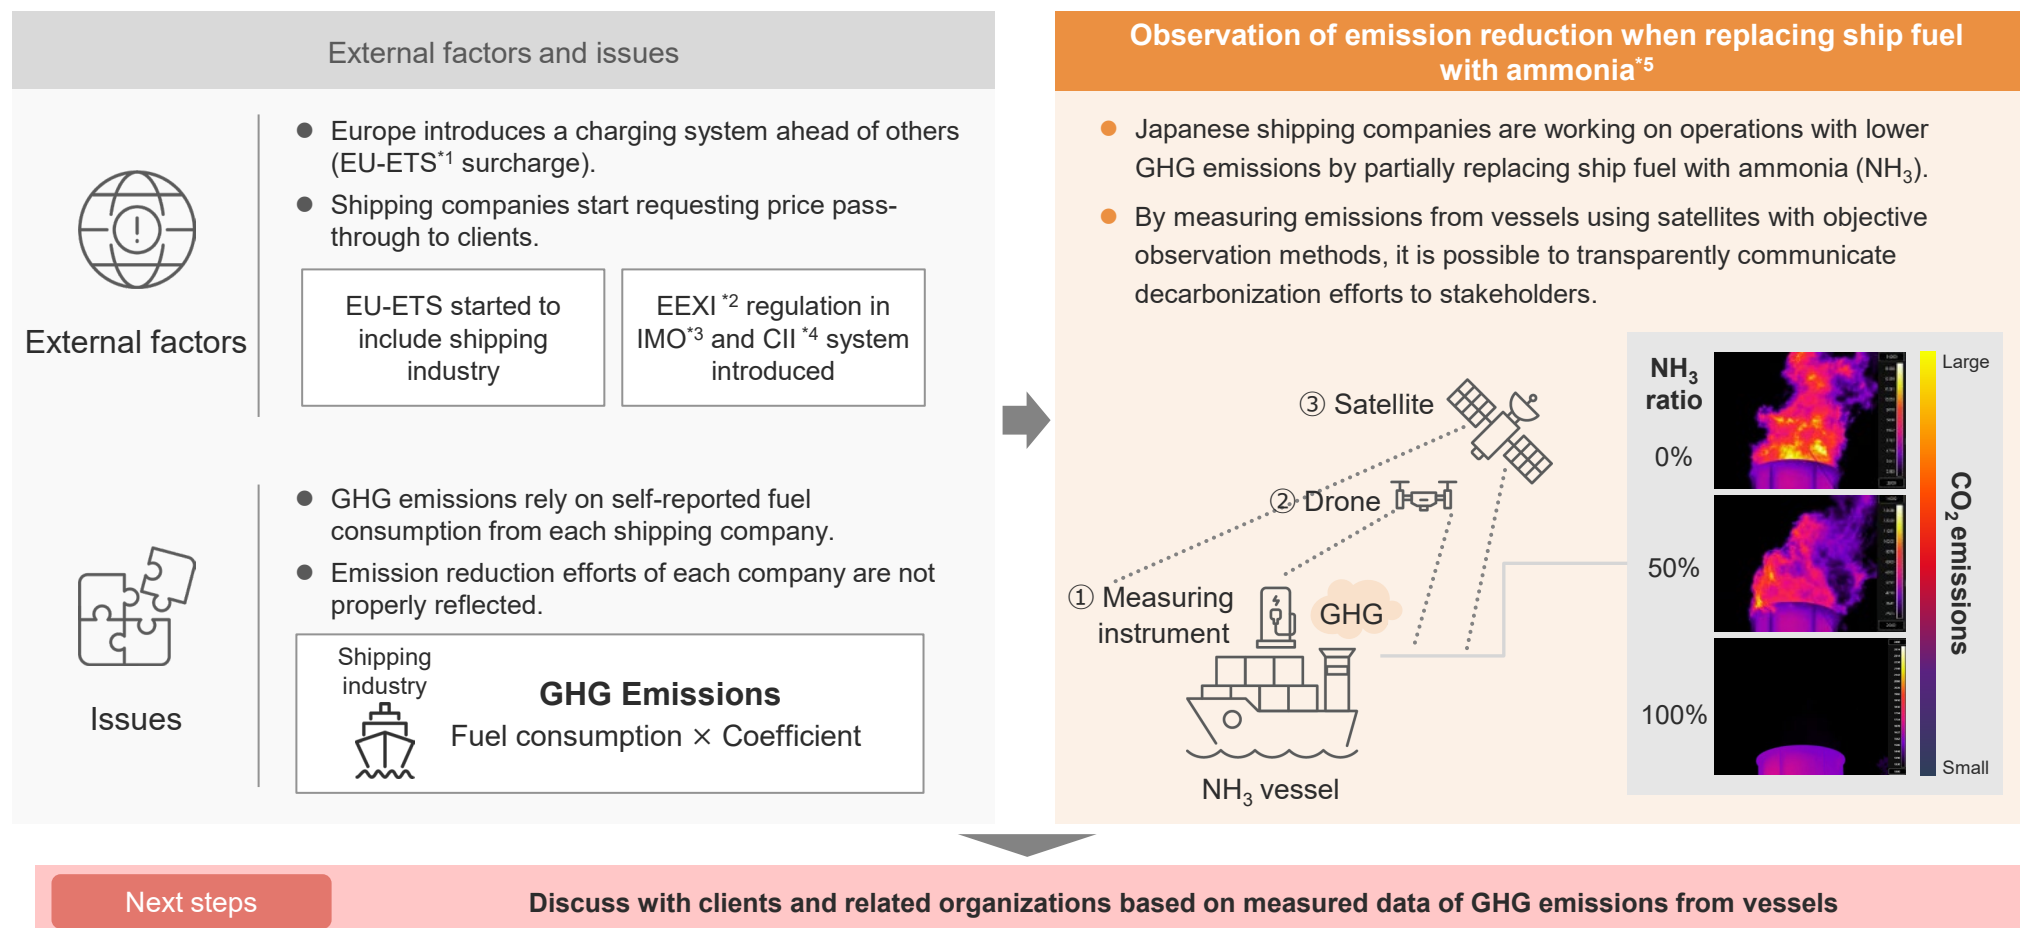 External factors and issues
External factors
● Europe introduces a charging system ahead of others
(EU-ETS*1 surcharge).
● Shipping companies start requesting price pass-
through to clients.
EU-ETS started to
include shipping
industry
EEXI *2 regulation in
IMO*3 and CII *4 system
introduced
Issues
● GHG emissions rely on self-reported fuel
consumption from each shipping company.
● Emission reduction efforts of each company are not
properly reflected.
Shipping
industry
GHG Emissions
Fuel consumption × Coefficient
Observation of emission reduction when replacing ship fuel
with ammonia*5
● Japanese shipping companies are working on operations with lower
GHG emissions by partially replacing ship fuel with ammonia (NH3).
● By measuring emissions from vessels using satellites with objective
observation methods, it is possible to transparently communicate
decarbonization efforts to stakeholders.
③ Satellite
② Drone
① Measuring
instrument
GHG
NH3 vessel
NH3
ratio
0%
50%
100%
Large
CO2 emissions
Small
Next steps
Discuss with clients and related organizations based on measured data of GHG emissions from vessels